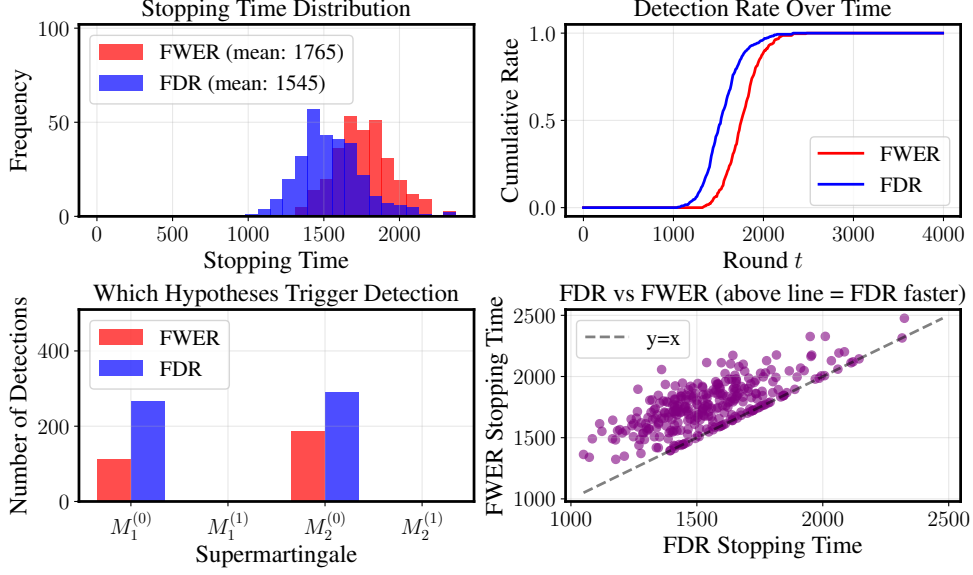 Stopping Time Distribution
Frequency
100
50
0
FWER (mean: 1765)
FDR (mean: 1545)
0 500 1000 1500 2000
Stopping Time
Detection Rate Over Time
Cumulative Rate
1.0
0.5
0.0
FWER
FDR
0 1000 2000 3000 4000
Round t
Which Hypotheses Trigger Detection
Number of Detections
400
200
0
FWER
FDR
M₁⁽⁰⁾ M₁⁽¹⁾ M₂⁽⁰⁾ M₂⁽¹⁾
Supermartingale
FDR vs FWER (above line = FDR faster)
FWER Stopping Time
2500
2000
1500
1000
y=x
1000 1500 2000 2500
FDR Stopping Time